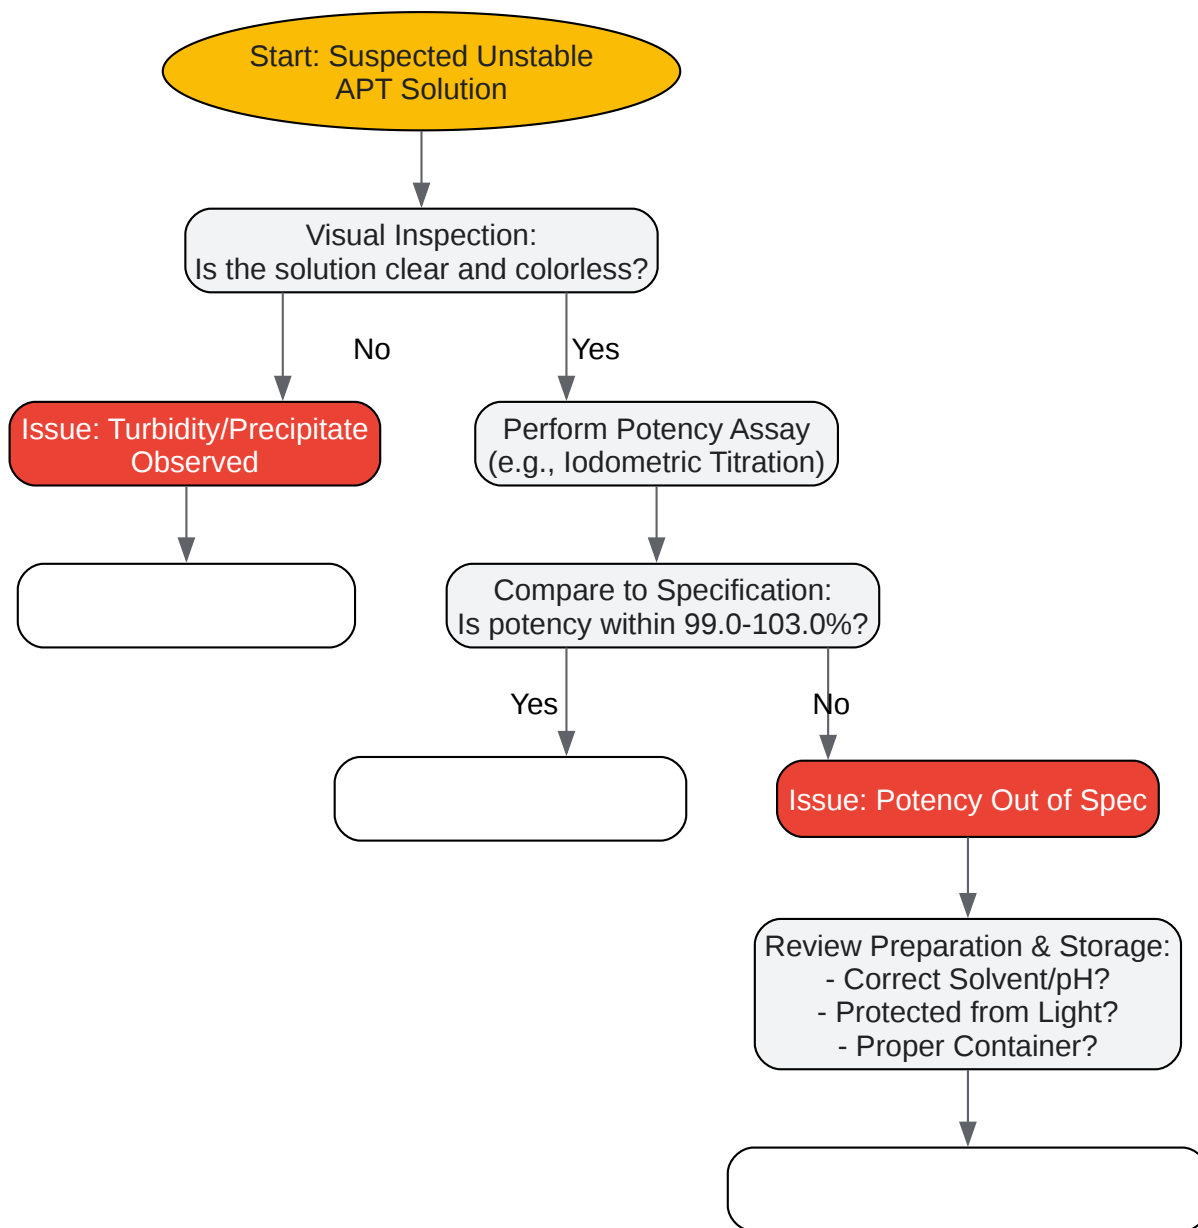 Start: Suspected Unstable
APT Solution
Visual Inspection:
Is the solution clear and colorless?
No
Yes
Issue: Turbidity/Precipitate
Observed
Perform Potency Assay
(e.g., Iodometric Titration)
Compare to Specification:
Is potency within 99.0-103.0%?
Yes
No
Issue: Potency Out of Spec
Review Preparation & Storage:
- Correct Solvent/pH?
- Protected from Light?
- Proper Container?